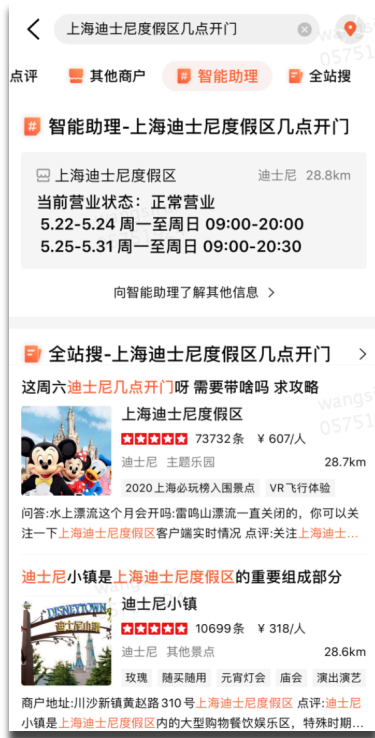 上海迪士尼度假区几点开门
点评 其他商户 智能助理 全站搜
智能助理-上海迪士尼度假区几点开门
上海迪士尼度假区 迪士尼 28.8km
当前营业状态：正常营业
5.22-5.24 周一至周日 09:00-20:00
5.25-5.31 周一至周日 09:00-20:30
向智能助理了解其他信息
全站搜-上海迪士尼度假区几点开门
这周六迪士尼几点开门呀 需要带啥吗 求攻略
上海迪士尼度假区
73732条 ￥607/人
迪士尼 主题乐园 28.7km
2020上海必玩榜入围景点 VR飞行体验
问答:水上漂流这个月会开吗:雷鸣山漂流一直关闭的，你可以关
注一下上海迪士尼度假区客户端实时情况 点评:关注上海迪士...
迪士尼小镇是上海迪士尼度假区的重要组成部分
迪士尼小镇
10699条 ￥318/人
迪士尼 其他景点 28.6km
DISNEYTOWN
迪士尼小镇
玫瑰 随买随用 元宵灯会 庙会 演出演艺
商户地址:川沙新镇黄赵路310号上海迪士尼度假区 点评:迪士
尼小镇是上海迪士尼度假区内的大型购物餐饮娱乐区，特殊时期...